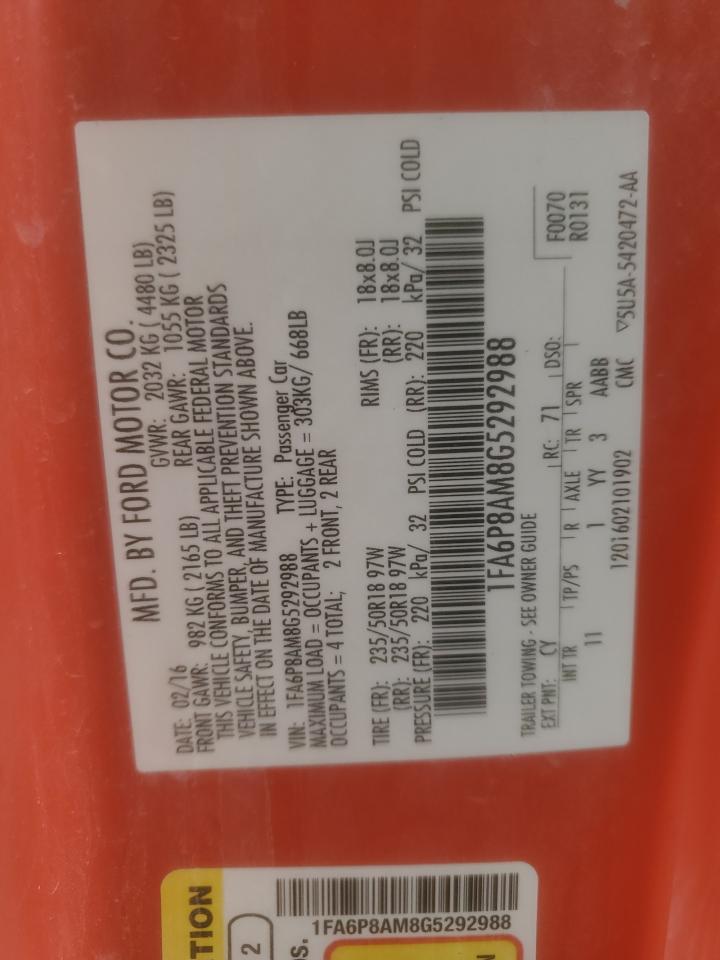 MFD. BY FORD MOTOR CO.
DATE: 02/16 GVWR: 2032 KG ( 4480 LB)
FRONT GAWR: 982 KG ( 2165 LB) REAR GAWR: 1055 KG ( 2325 LB)
THIS VEHICLE CONFORMS TO ALL APPLICABLE FEDERAL MOTOR
VEHICLE SAFETY, BUMPER, AND THEFT PREVENTION STANDARDS
IN EFFECT ON THE DATE OF MANUFACTURE SHOWN ABOVE.
VIN: 1FA6P8AM8G5292988 TYPE: Passenger Car
MAXIMUM LOAD = OCCUPANTS + LUGGAGE = 303KG/ 668LB
OCCUPANTS = 4 TOTAL; 2 FRONT, 2 REAR
TIRE (FR): 235/50R18 97W RIMS (FR): 18x8.0J
(RR): 235/50R18 97W (RR): 18x8.0J
PRESSURE (FR): 220 kPa/ 32 PSI COLD (RR): 220 kPa/ 32 PSI COLD
1FA6P8AM8G5292988
TRAILER TOWING - SEE OWNER GUIDE
EXT PNT: CY RC: 71 DSO: F0070
R0131
INT TR TP/PS R AXLE TR SPR
11 1 YY 3 AABB
1201602101902 CMC ▽5U5A-5420472-AA
TION
2
OS.
1FA6P8AM8G5292988
N